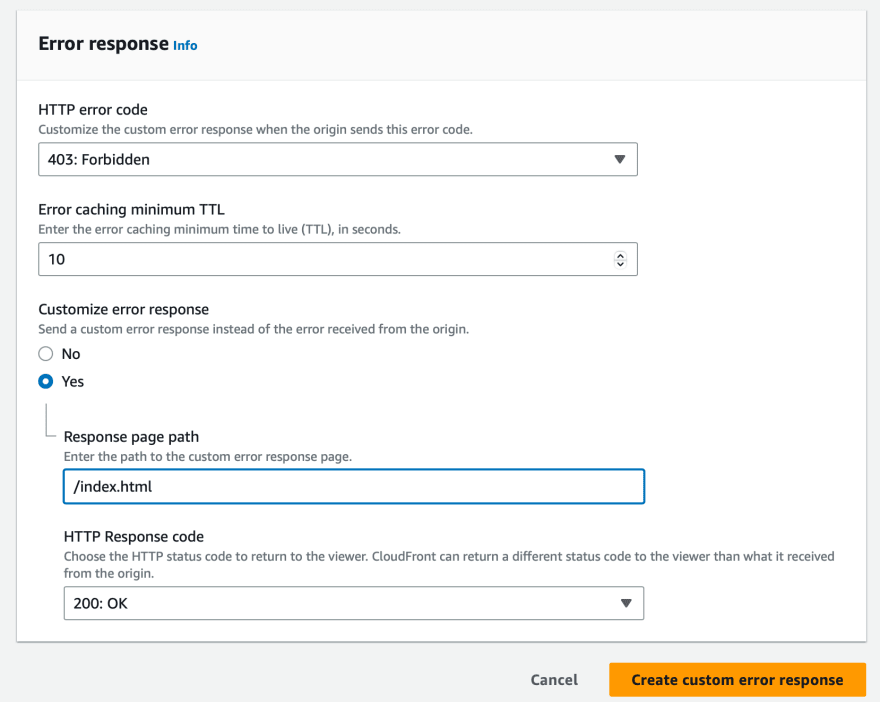 Error response Info
HTTP error code
Customize the custom error response when the origin sends this error code.
403: Forbidden
Error caching minimum TTL
Enter the error caching minimum time to live (TTL), in seconds.
10
Customize error response
Send a custom error response instead of the error received from the origin.
No
Yes
Response page path
Enter the path to the custom error response page.
/index.html
HTTP Response code
Choose the HTTP status code to return to the viewer. CloudFront can return a different status code to the viewer than what it received
from the origin.
200: OK
Cancel Create custom error response